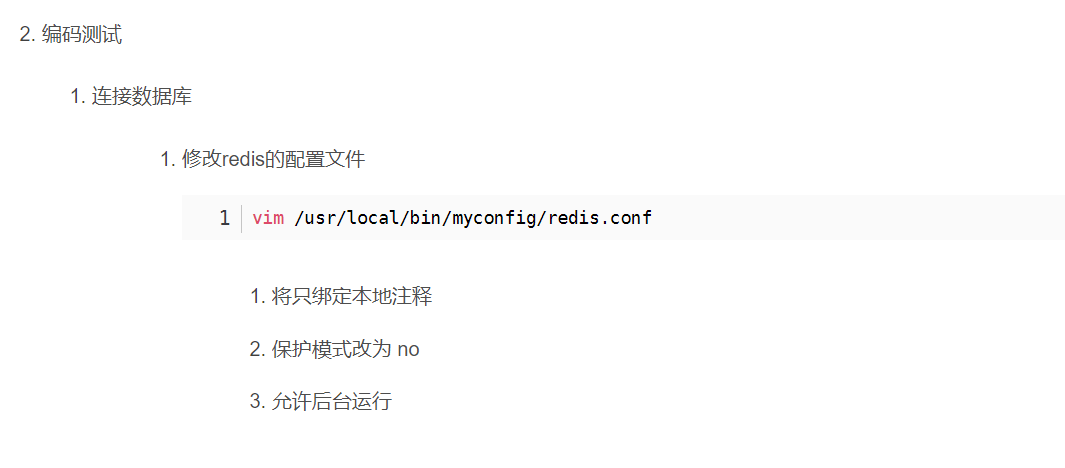 2. 编码测试
1. 连接数据库
1. 修改redis的配置文件
1 vim /usr/local/bin/myconfig/redis.conf
1. 将只绑定本地注释
2. 保护模式改为 no
3. 允许后台运行